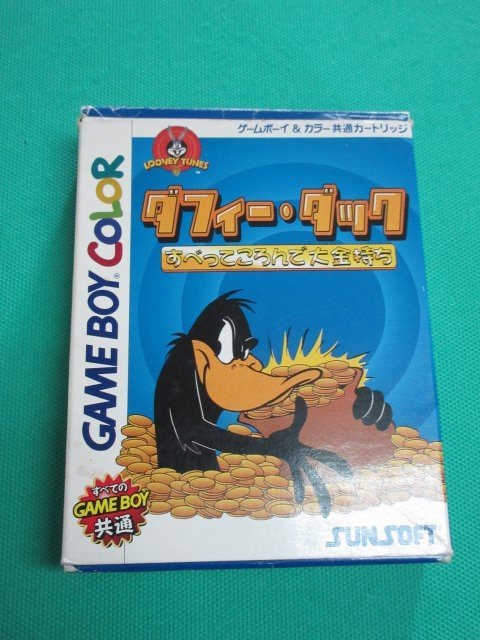 ゲームボーイ&カラー共通カートリッジ
LOONEY TUNES
TM
ダフィー・ダック
すべってころんで大金持ち
GAME BOY COLOR
すべての
GAME BOY
共通
SUNSOFT